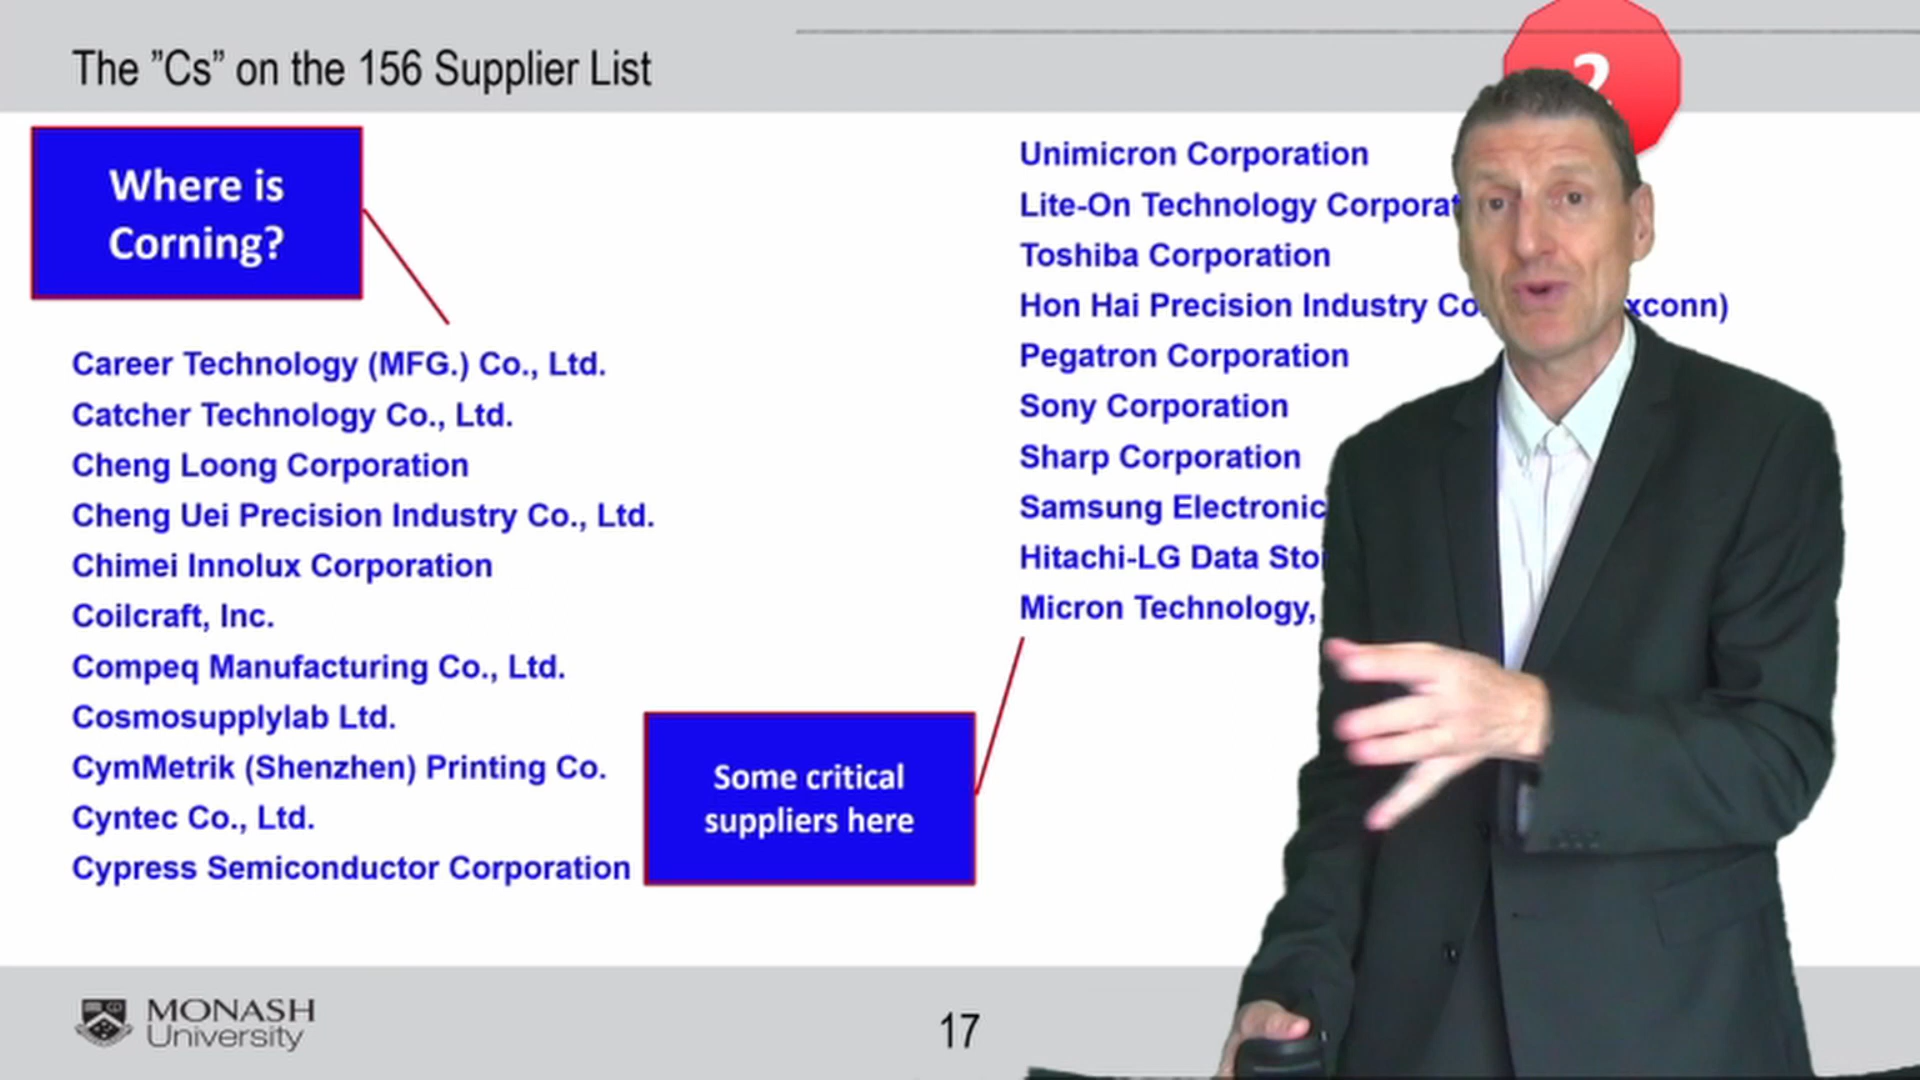 The ”Cs” on the 156 Supplier List
2
Where is
Corning?
Career Technology (MFG.) Co., Ltd.
Catcher Technology Co., Ltd.
Cheng Loong Corporation
Cheng Uei Precision Industry Co., Ltd.
Chimei Innolux Corporation
Coilcraft, Inc.
Compeq Manufacturing Co., Ltd.
Cosmosupplylab Ltd.
CymMetrik (Shenzhen) Printing Co.
Cyntec Co., Ltd.
Cypress Semiconductor Corporation
Unimicron Corporation
Lite-On Technology
Toshiba Corporation
Hon Hai Precision Industry
Pegatron Corporation
Sony Corporation
Sharp Corporation
Samsung
Hitachi-LG Data
Micron Technology,
Some critical
suppliers here
MONASH
University
17